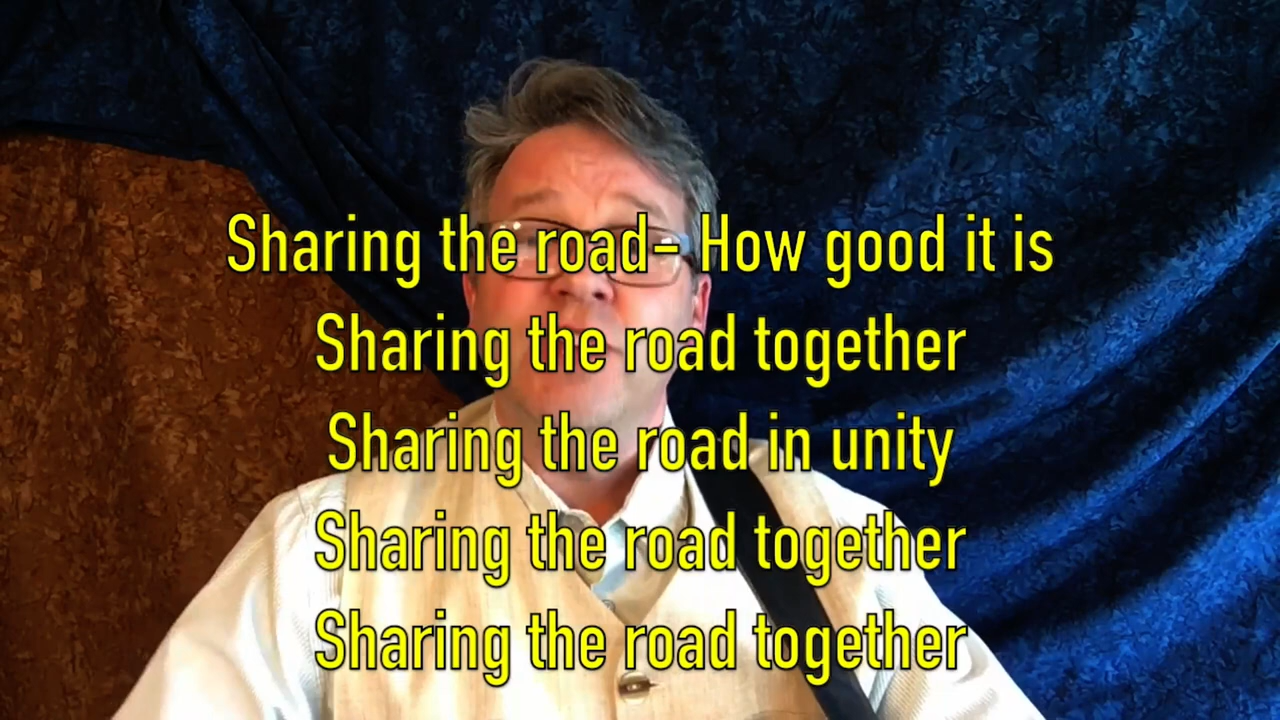 Sharing the road- How good it is
Sharing the road together
Sharing the road in unity
Sharing the road together
Sharing the road together